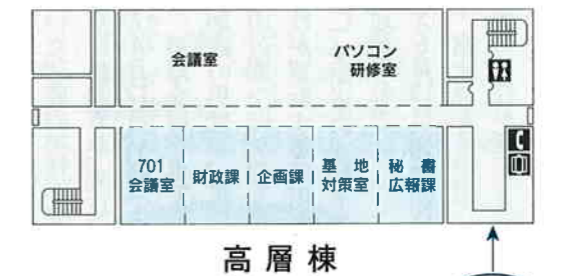 会議室
パソコン
研修室
701
会議室
財政課
企画課
基 地
対策室
秘 書
広報課
高層棟